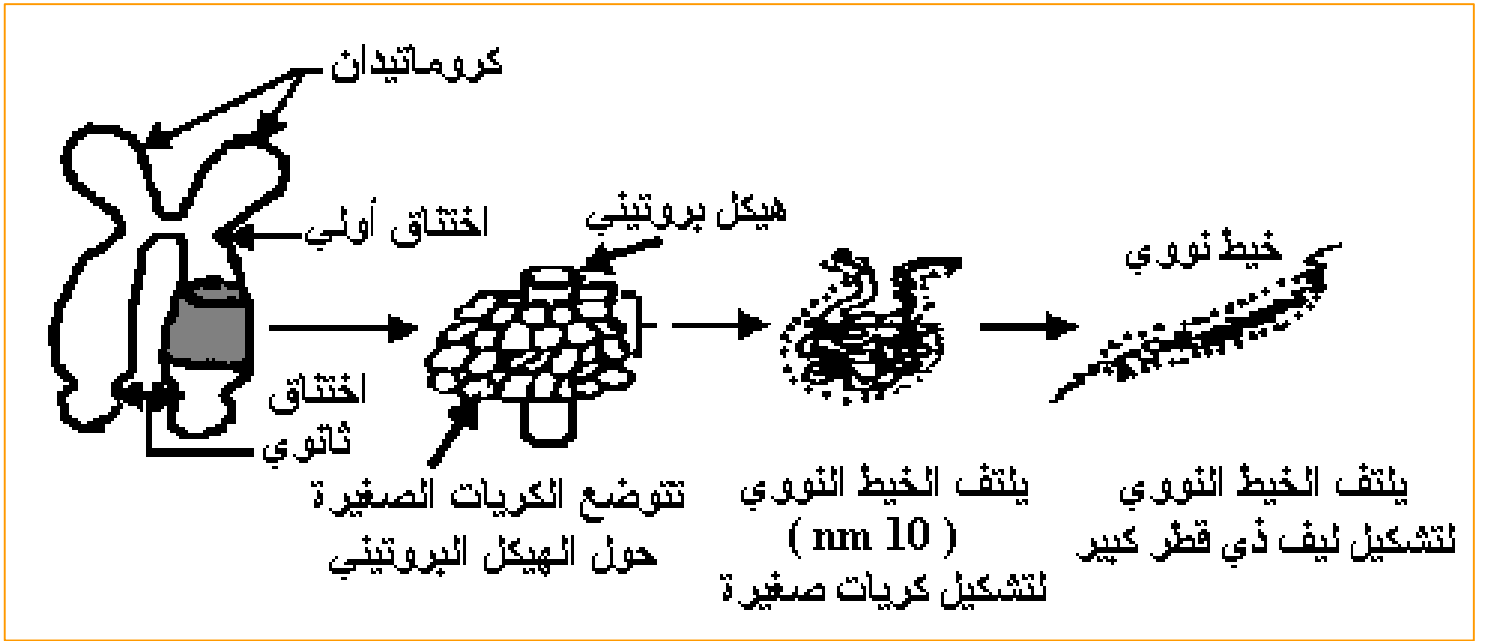 كروماتيدان
هيكل بروتيني
اختناق أولي
خيط نووي
اختناق
ثانوي
تتوضع الكريات الصغيرة
حول الهيكل البروتيني
يلتف الخيط النووي
( nm 10 )
لتشكيل كريات صغيرة
يلتف الخيط النووي
لتشكيل ليف ذي قطر كبير